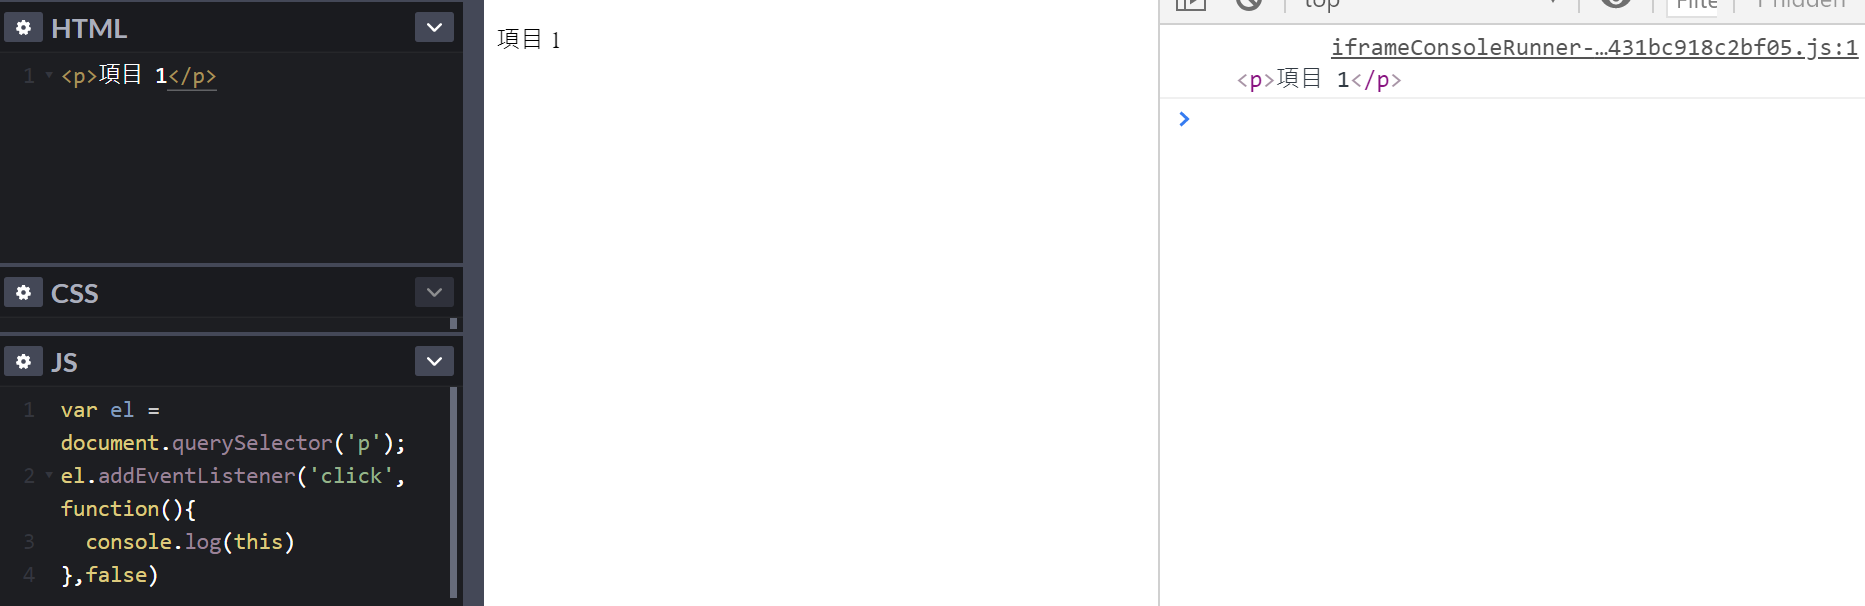 HTML
1 <p>項目 1</p>
CSS
JS
1 var el =
document.querySelector('p');
2 el.addEventListener('click',
function(){
3 console.log(this)
4 },false)
項目 1
top
1 hidden
iframeConsoleRunner-…431bc918c2bf05.js:1
<p>項目 1</p>
>